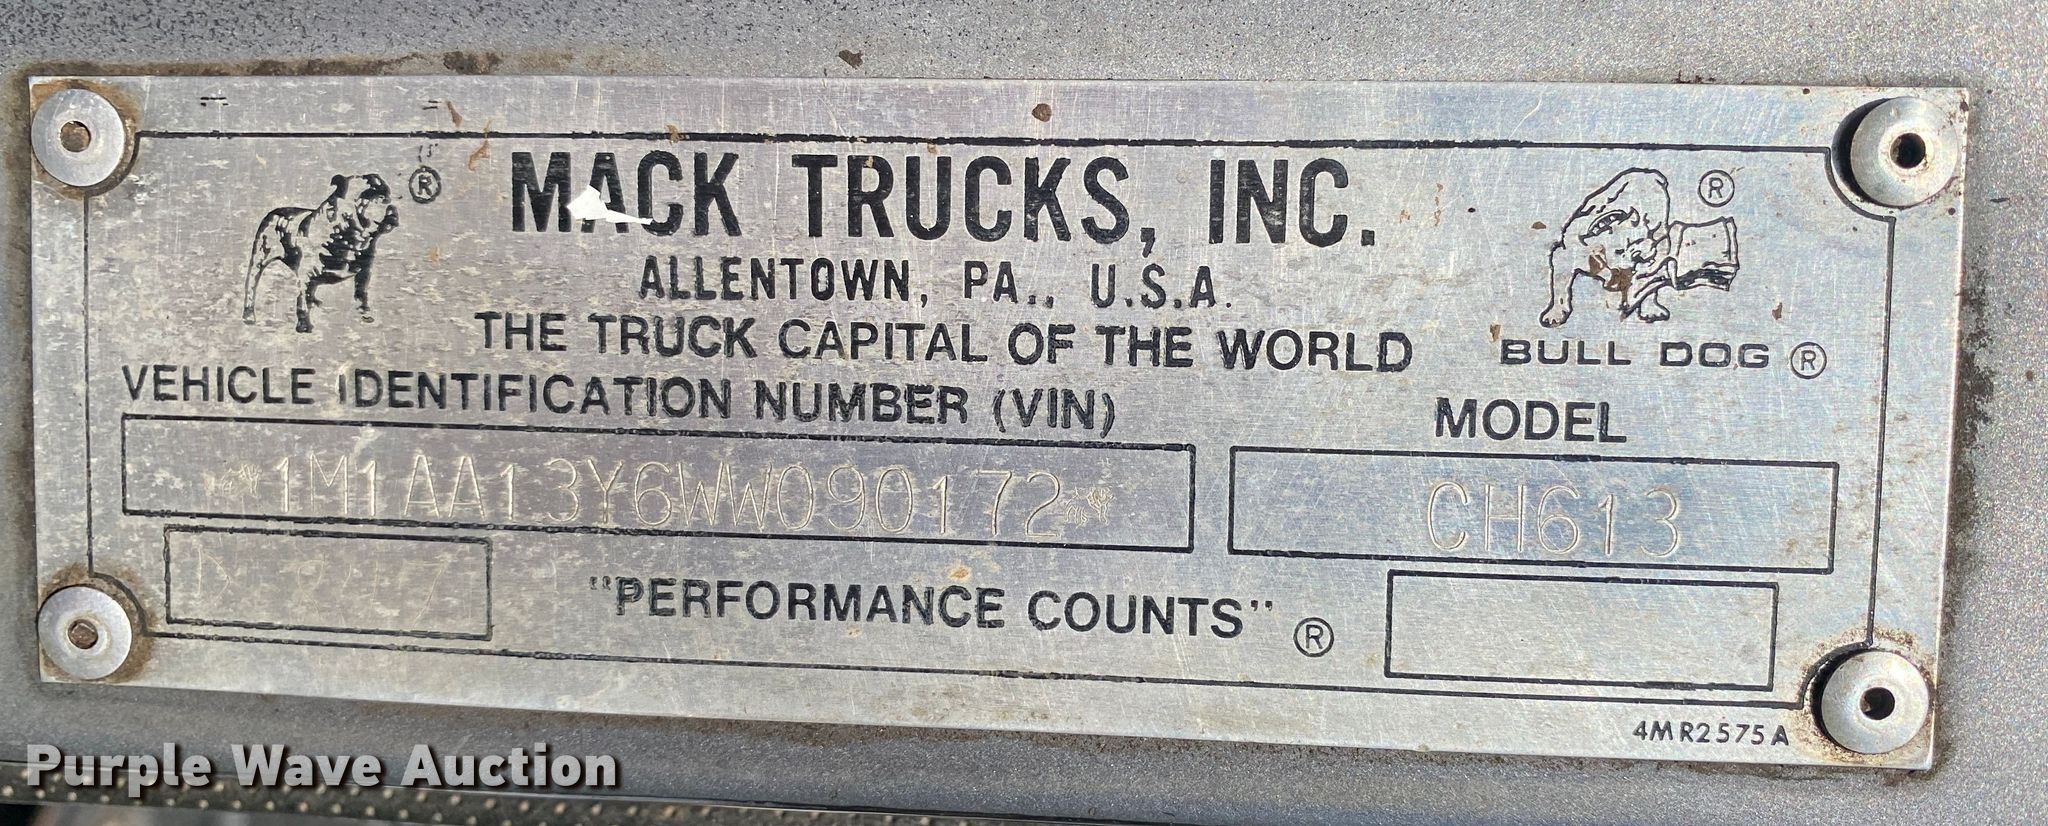 ®
MACK TRUCKS, INC.
®
ALLENTOWN, PA., U.S.A.
THE TRUCK CAPITAL OF THE WORLD
BULL DOG ®
VEHICLE IDENTIFICATION NUMBER (VIN)
MODEL
1M1AA13Y6WW090172
CH613
"PERFORMANCE COUNTS" ®
4MR2575A
Purple Wave Auction